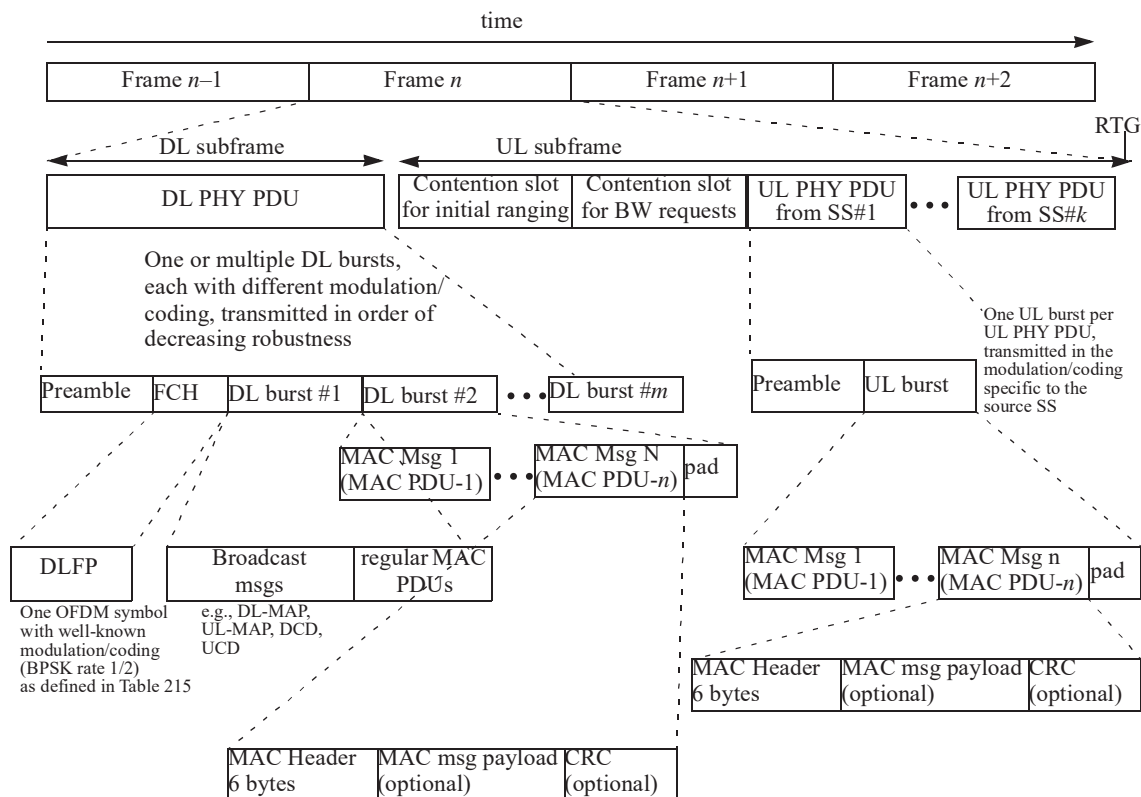 time
Frame n–1 Frame n Frame n+1 Frame n+2
RTG
DL subframe UL subframe
DL PHY PDU
Contention slot
for initial ranging
Contention slot
for BW requests
UL PHY PDU
from SS#1
UL PHY PDU
from SS#k
One or multiple DL bursts,
each with different modulation/
coding, transmitted in order of
decreasing robustness
One UL burst per
UL PHY PDU,
transmitted in the
modulation/coding
specific to the
source SS
Preamble FCH DL burst #1 DL burst #2 DL burst #m
Preamble UL burst
MAC Msg 1
(MAC PDU-1)
MAC Msg N
(MAC PDU-n)
pad
DLFP
Broadcast
msgs
regular MAC
PDU's
MAC Msg 1
(MAC PDU-1)
MAC Msg n
(MAC PDU-n)
pad
One OFDM symbol
with well-known
modulation/coding
(BPSK rate 1/2)
as defined in Table 215
e.g., DL-MAP,
UL-MAP, DCD,
UCD
MAC Header
6 bytes
MAC msg payload
(optional)
CRC
(optional)
MAC Header
6 bytes
MAC msg payload
(optional)
CRC
(optional)